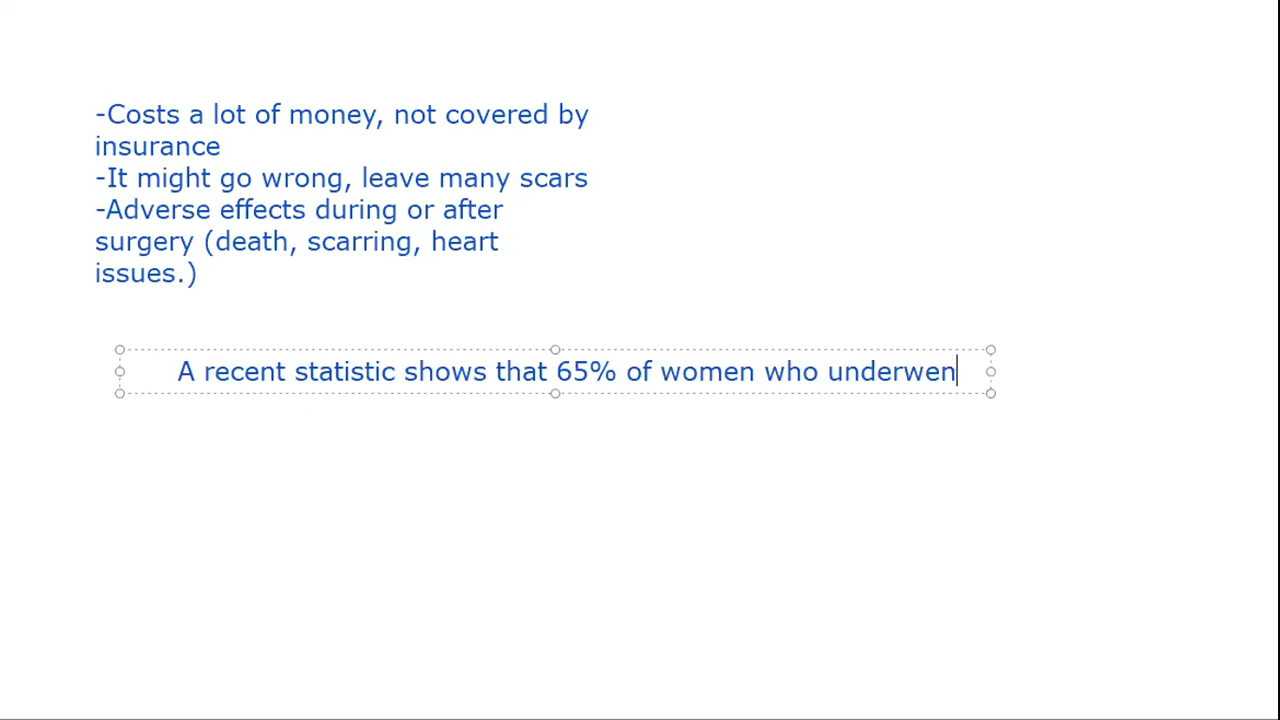 -Costs a lot of money, not covered by
insurance
-It might go wrong, leave many scars
-Adverse effects during or after
surgery (death, scarring, heart
issues.)
A recent statistic shows that 65% of women who underwen